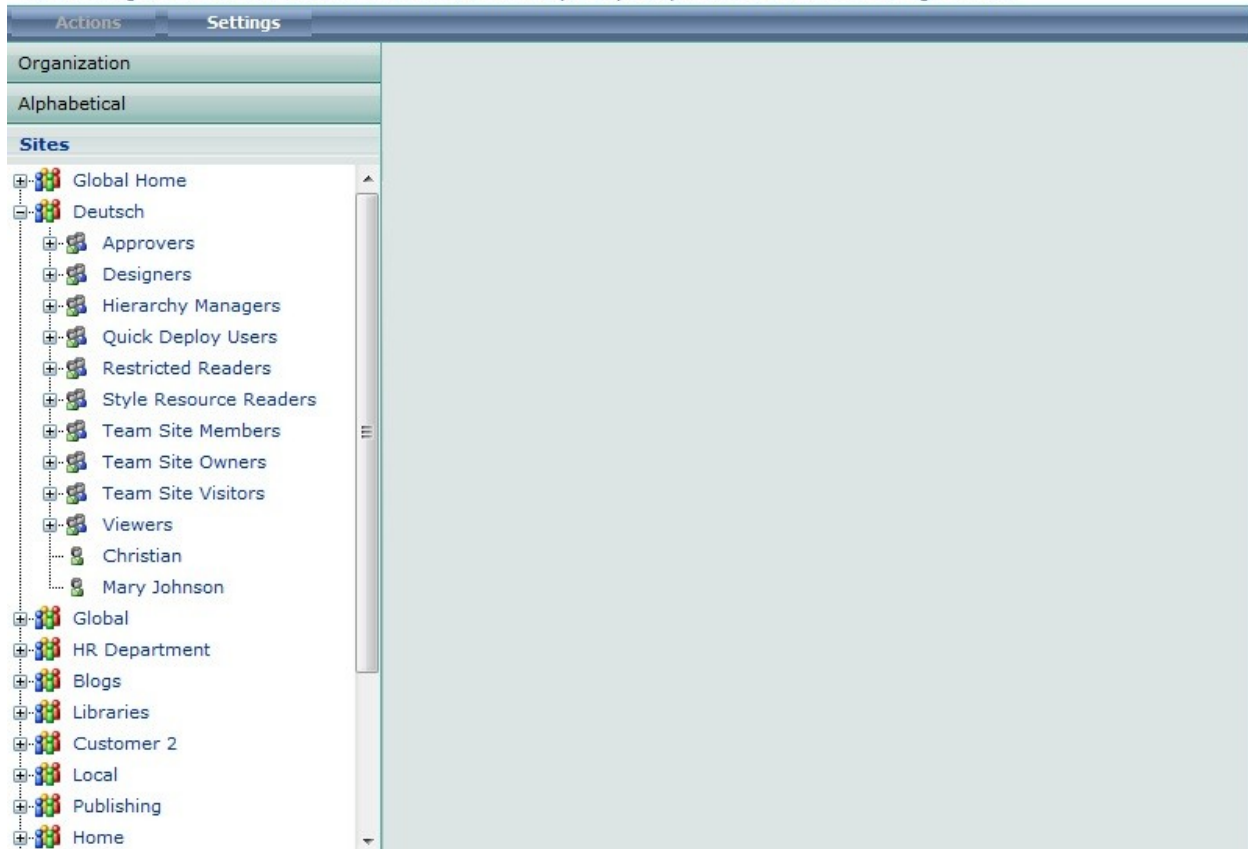 Actions Settings
Organization
Alphabetical
Sites
Global Home
Deutsch
Approvers
Designers
Hierarchy Managers
Quick Deploy Users
Restricted Readers
Style Resource Readers
Team Site Members
Team Site Owners
Team Site Visitors
Viewers
Christian
Mary Johnson
Global
HR Department
Blogs
Libraries
Customer 2
Local
Publishing
Home